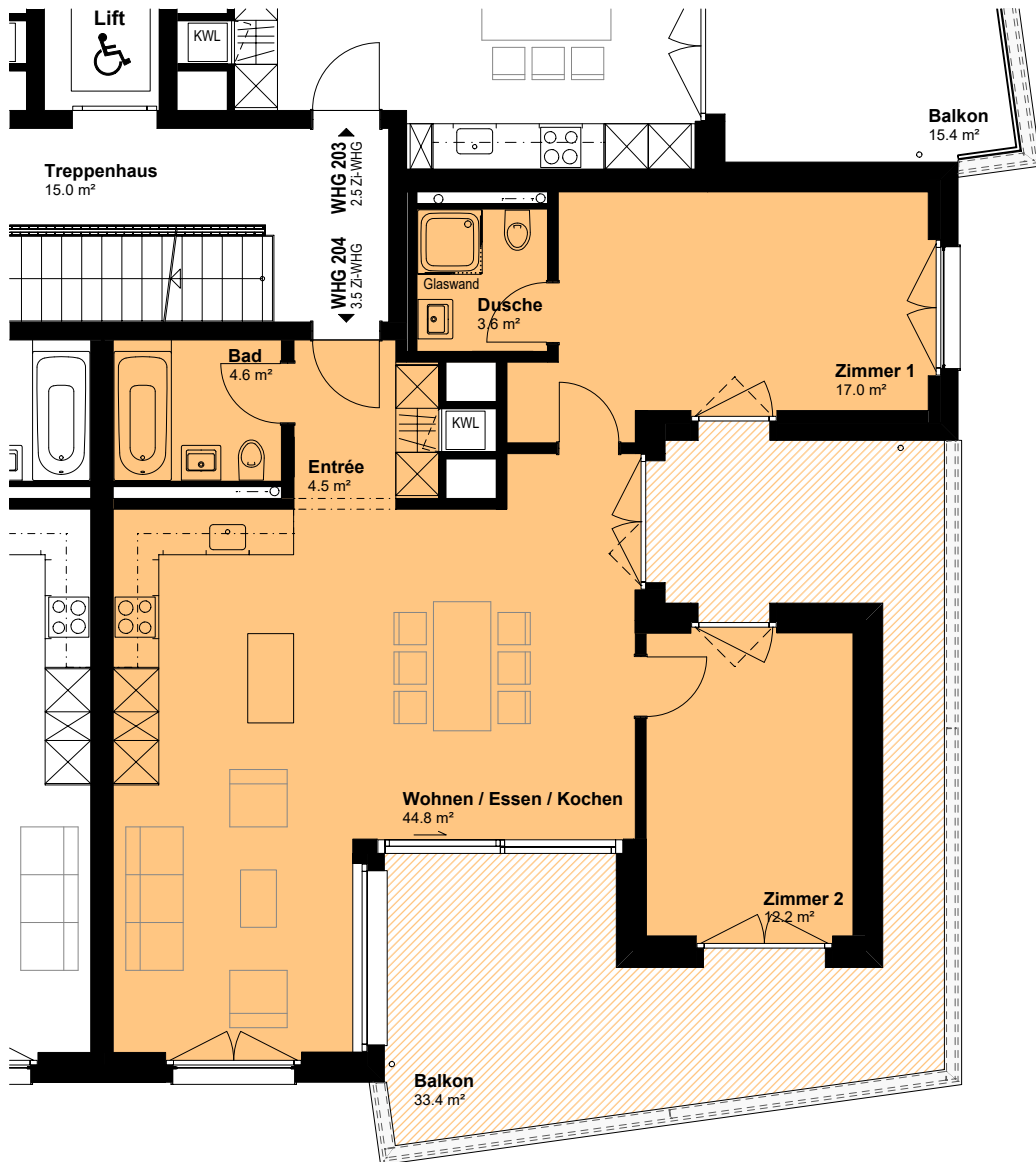 Lift
KWL
Balkon
15.4 m²
Treppenhaus
15.0 m²
WHG 203
2.5 Zi-WHG
WHG 204
3.5 Zi-WHG
Glaswand
Dusche
3.6 m²
Bad
4.6 m²
Zimmer 1
17.0 m²
KWL
Entrée
4.5 m²
Wohnen / Essen / Kochen
44.8 m²
Zimmer 2
12.2 m²
Balkon
33.4 m²